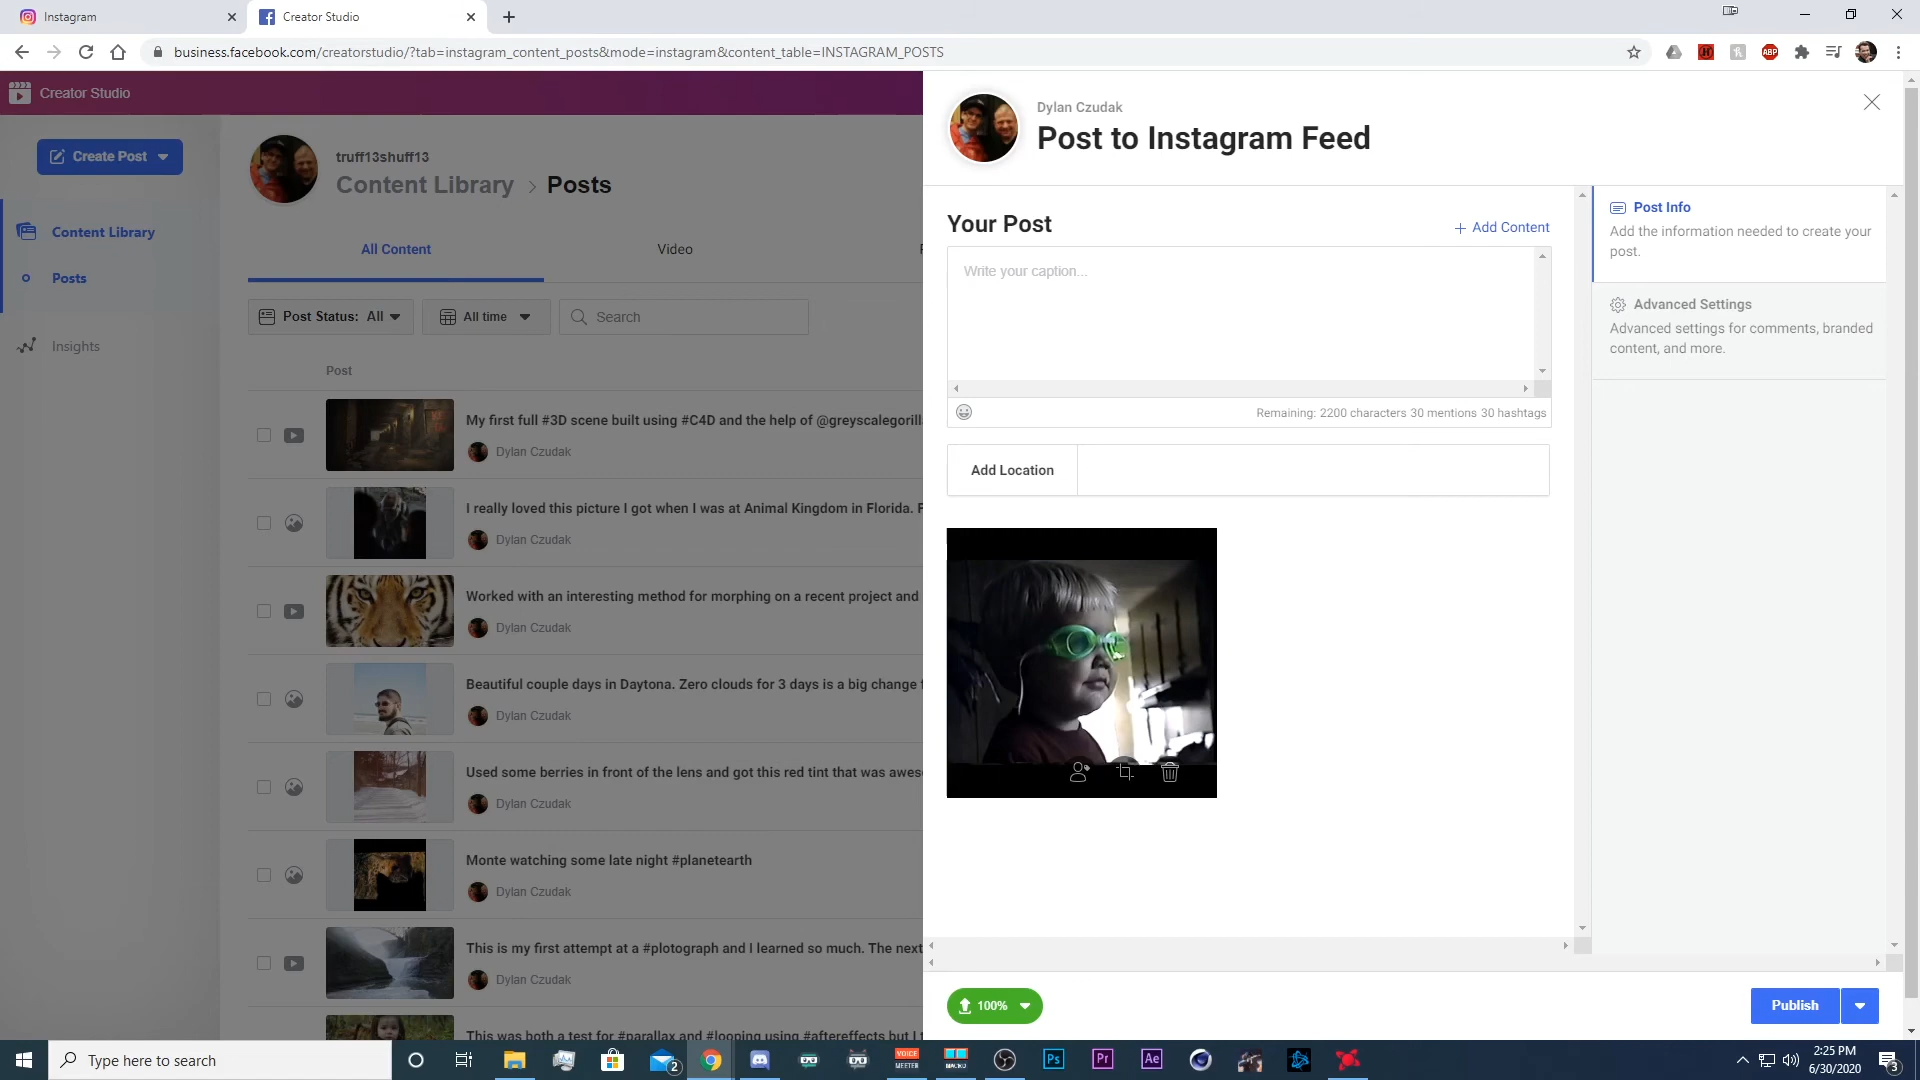 Instagram
Creator Studio
business.facebook.com/creatorstudio/?tab=instagram_content_posts&mode=instagram&content_table=INSTAGRAM_POSTS
ABP
Creator Studio
Create Post
Content Library
Posts
Insights
truff13shuff13
Content Library > Posts
All Content
Video
Post Status: All
All time
Search
Post
My first full #3D scene built using #C4D and the help of @greyscalegorill
Dylan Czudak
I really loved this picture I got when I was at Animal Kingdom in Florida. F
Dylan Czudak
Worked with an interesting method for morphing on a recent project and
Dylan Czudak
Beautiful couple days in Daytona. Zero clouds for 3 days is a big change f
Dylan Czudak
Used some berries in front of the lens and got this red tint that was awes
Dylan Czudak
Monte watching some late night #planetearth
Dylan Czudak
This is my first attempt at a #plotograph and I learned so much. The next
Dylan Czudak
This was both a test for #parallax and #looping using #aftereffects but I t
Dylan Czudak
Post to Instagram Feed
Your Post
+ Add Content
Write your caption...
Remaining: 2200 characters 30 mentions 30 hashtags
Add Location
Post Info
Add the information needed to create your
post.
Advanced Settings
Advanced settings for comments, branded
content, and more.
100%
Publish
Type here to search
2
VOICE
MEETER
MACRO
Ps
Pr
Ae
2:25 PM
6/30/2020
3